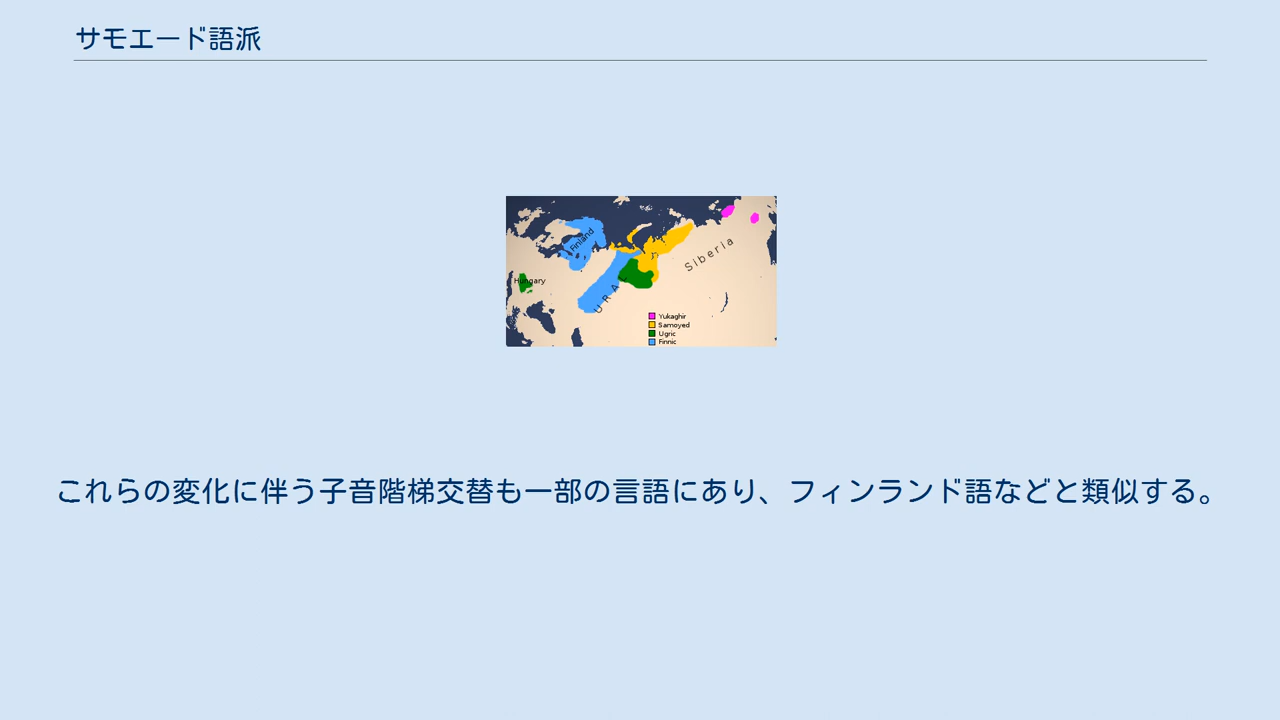 サモエード語派
Finland
Siberia
Hungary
URA
Yukaghir
Samoyed
Ugric
Finnic
これらの変化に伴う子音階梯交替も一部の言語にあり、フィンランド語などと類似する。